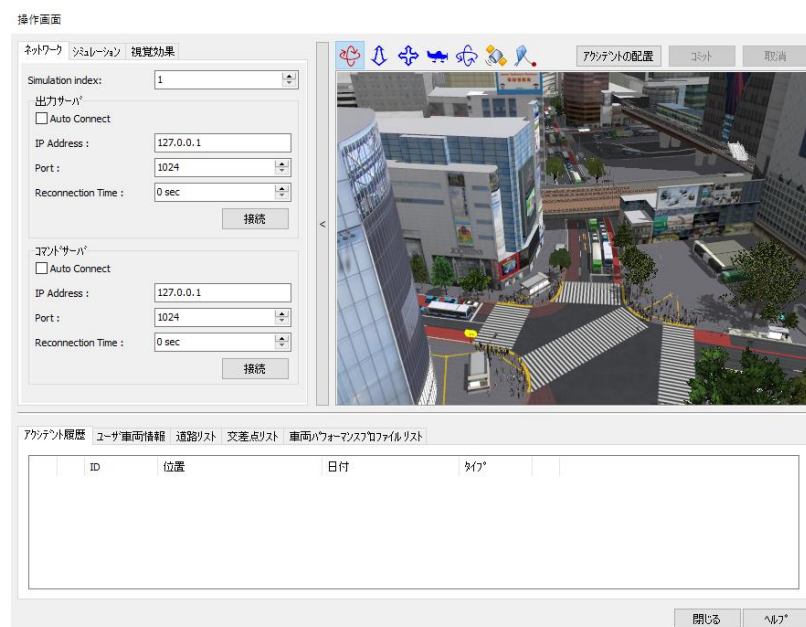 操作画面
ﾈｯﾄﾜｰｸ ｼﾐｭﾚｰｼｮﾝ 視覚効果
ｱｸｼﾃﾞﾝﾄの配置 ｺﾐｯﾄ 取消
Simulation index: 1
出力ｻｰﾊﾞ
Auto Connect
IP Address : 127.0.0.1
Port : 1024
Reconnection Time : 0 sec
接続
<
ｺﾏﾝﾄﾞｻｰﾊﾞ
Auto Connect
IP Address : 127.0.0.1
Port : 1024
Reconnection Time : 0 sec
接続
ｱｸｼﾃﾞﾝﾄ履歴 ﾕｰｻﾞ車両情報 道路ﾘｽﾄ 交差点ﾘｽﾄ 車両ﾊﾟﾌｫｰﾏﾝｽﾌﾟﾛﾌｧｲﾙ ﾘｽﾄ
ID 位置 日付 ﾀｲﾌﾟ
閉じる ﾍﾙﾌﾟ